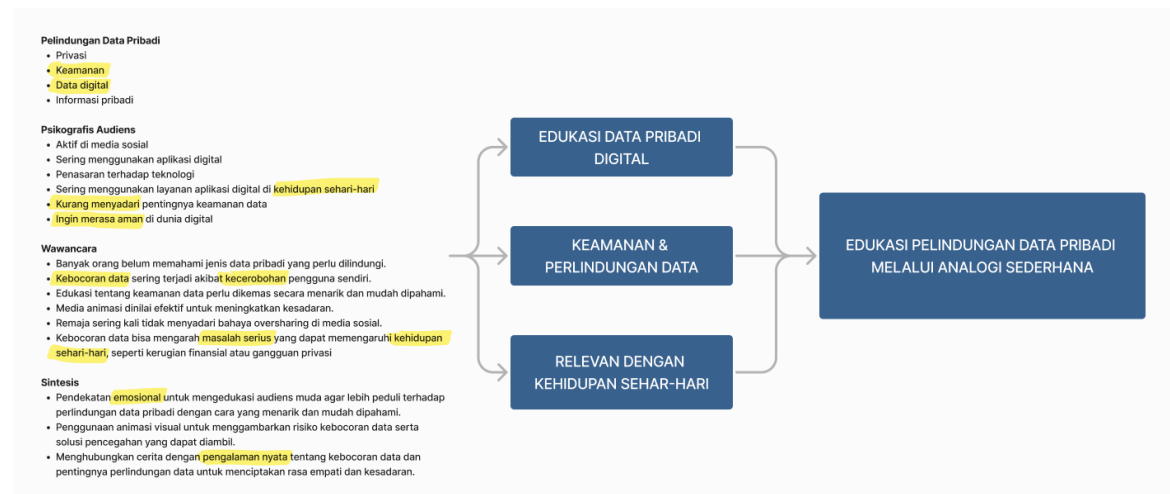 Pelindungan Data Pribadi
• Privasi
• Keamanan
• Data digital
• Informasi pribadi
Psikografis Audiens
• Aktif di media sosial
• Sering menggunakan aplikasi digital
• Penasaran terhadap teknologi
• Sering menggunakan layanan aplikasi digital di kehidupan sehari-hari
• Kurang menyadari pentingnya keamanan data
• Ingin merasa aman di dunia digital
Wawancara
• Banyak orang belum memahami jenis data pribadi yang perlu dilindungi.
• Kebocoran data sering terjadi akibat kecerobohan pengguna sendiri.
• Edukasi tentang keamanan data perlu dikemas secara menarik dan mudah dipahami.
• Media animasi dinilai efektif untuk meningkatkan kesadaran.
• Remaja sering kali tidak menyadari bahaya oversharing di media sosial.
• Kebocoran data bisa mengarah masalah serius yang dapat memengaruhi kehidupan
sehari-hari, seperti kerugian finansial atau gangguan privasi
Sintesis
• Pendekatan emosional untuk mengedukasi audiens muda agar lebih peduli terhadap
perlindungan data pribadi dengan cara yang menarik dan mudah dipahami.
• Penggunaan animasi visual untuk menggambarkan risiko kebocoran data serta
solusi pencegahan yang dapat diambil.
• Menghubungkan cerita dengan pengalaman nyata tentang kebocoran data dan
pentingnya perlindungan data untuk menciptakan rasa empati dan kesadaran.
EDUKASI DATA PRIBADI
DIGITAL
KEAMANAN &
PERLINDUNGAN DATA
RELEVAN DENGAN
KEHIDUPAN SEHAR-HARI
EDUKASI PELINDUNGAN DATA PRIBADI
MELALUI ANALOGI SEDERHANA